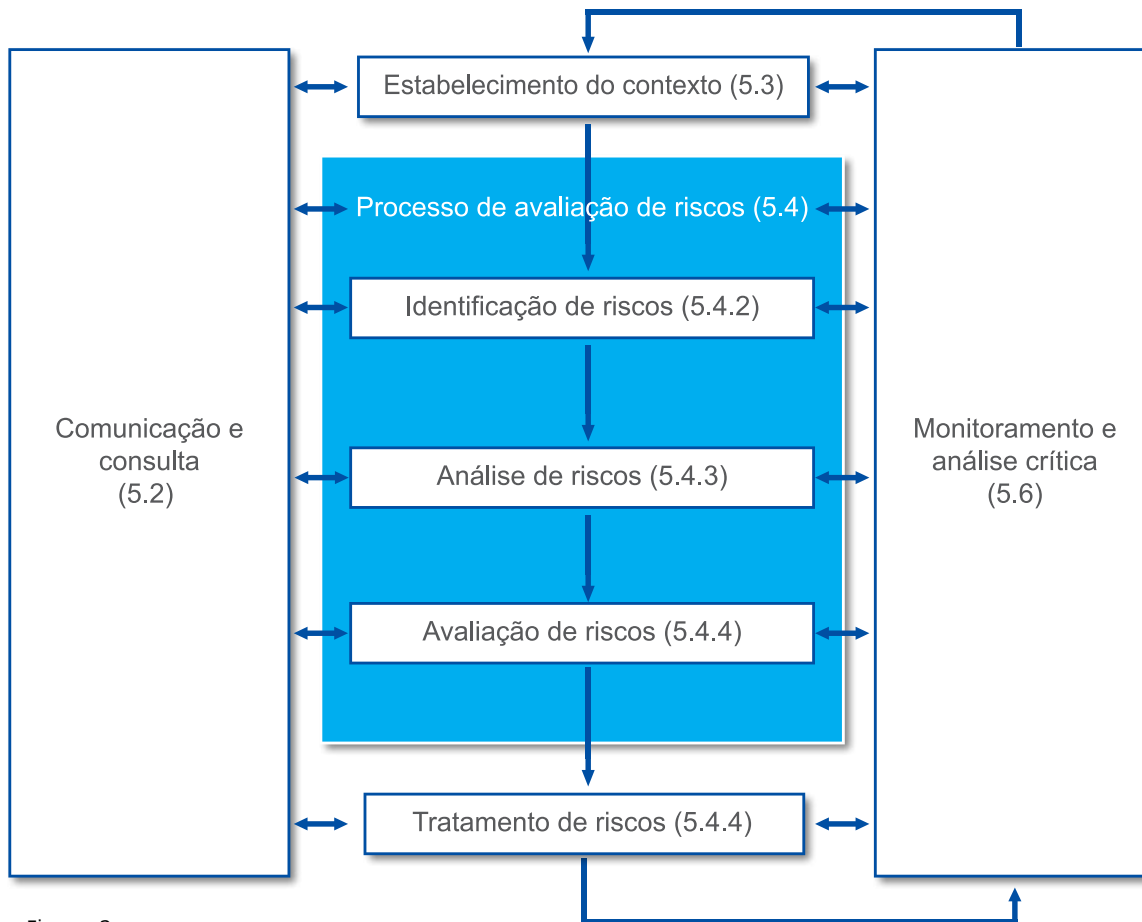 Estabelecimento do contexto (5.3)
Processo de avaliação de riscos (5.4)
Identificação de riscos (5.4.2)
Comunicação e
consulta
(5.2)
Análise de riscos (5.4.3)
Monitoramento e
análise crítica
(5.6)
Avaliação de riscos (5.4.4)
Tratamento de riscos (5.4.4)